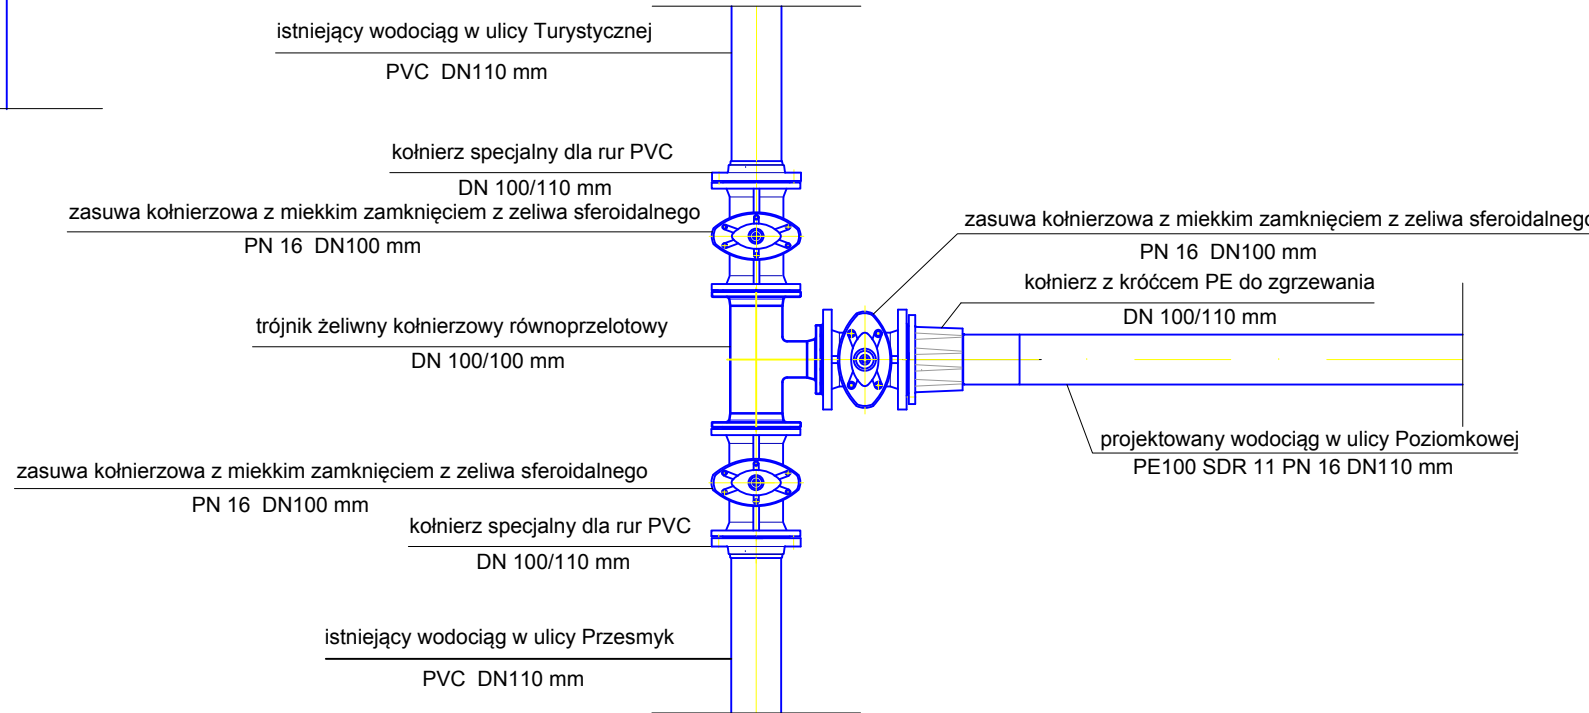 istniejący wodociąg w ulicy Turystycznej
PVC DN110 mm
kołnierz specjalny dla rur PVC
DN 100/110 mm
zasuwa kołnierzowa z miekkim zamknięciem z zeliwa sferoidalnego
PN 16 DN100 mm
zasuwa kołnierzowa z miekkim zamknięciem z zeliwa sferoidalnego
PN 16 DN100 mm
kołnierz z króćcem PE do zgrzewania
DN 100/110 mm
trójnik żeliwny kołnierzowy równoprzelotowy
DN 100/100 mm
projektowany wodociąg w ulicy Poziomkowej
PE100 SDR 11 PN 16 DN110 mm
zasuwa kołnierzowa z miekkim zamknięciem z zeliwa sferoidalnego
PN 16 DN100 mm
kołnierz specjalny dla rur PVC
DN 100/110 mm
istniejący wodociąg w ulicy Przesmyk
PVC DN110 mm